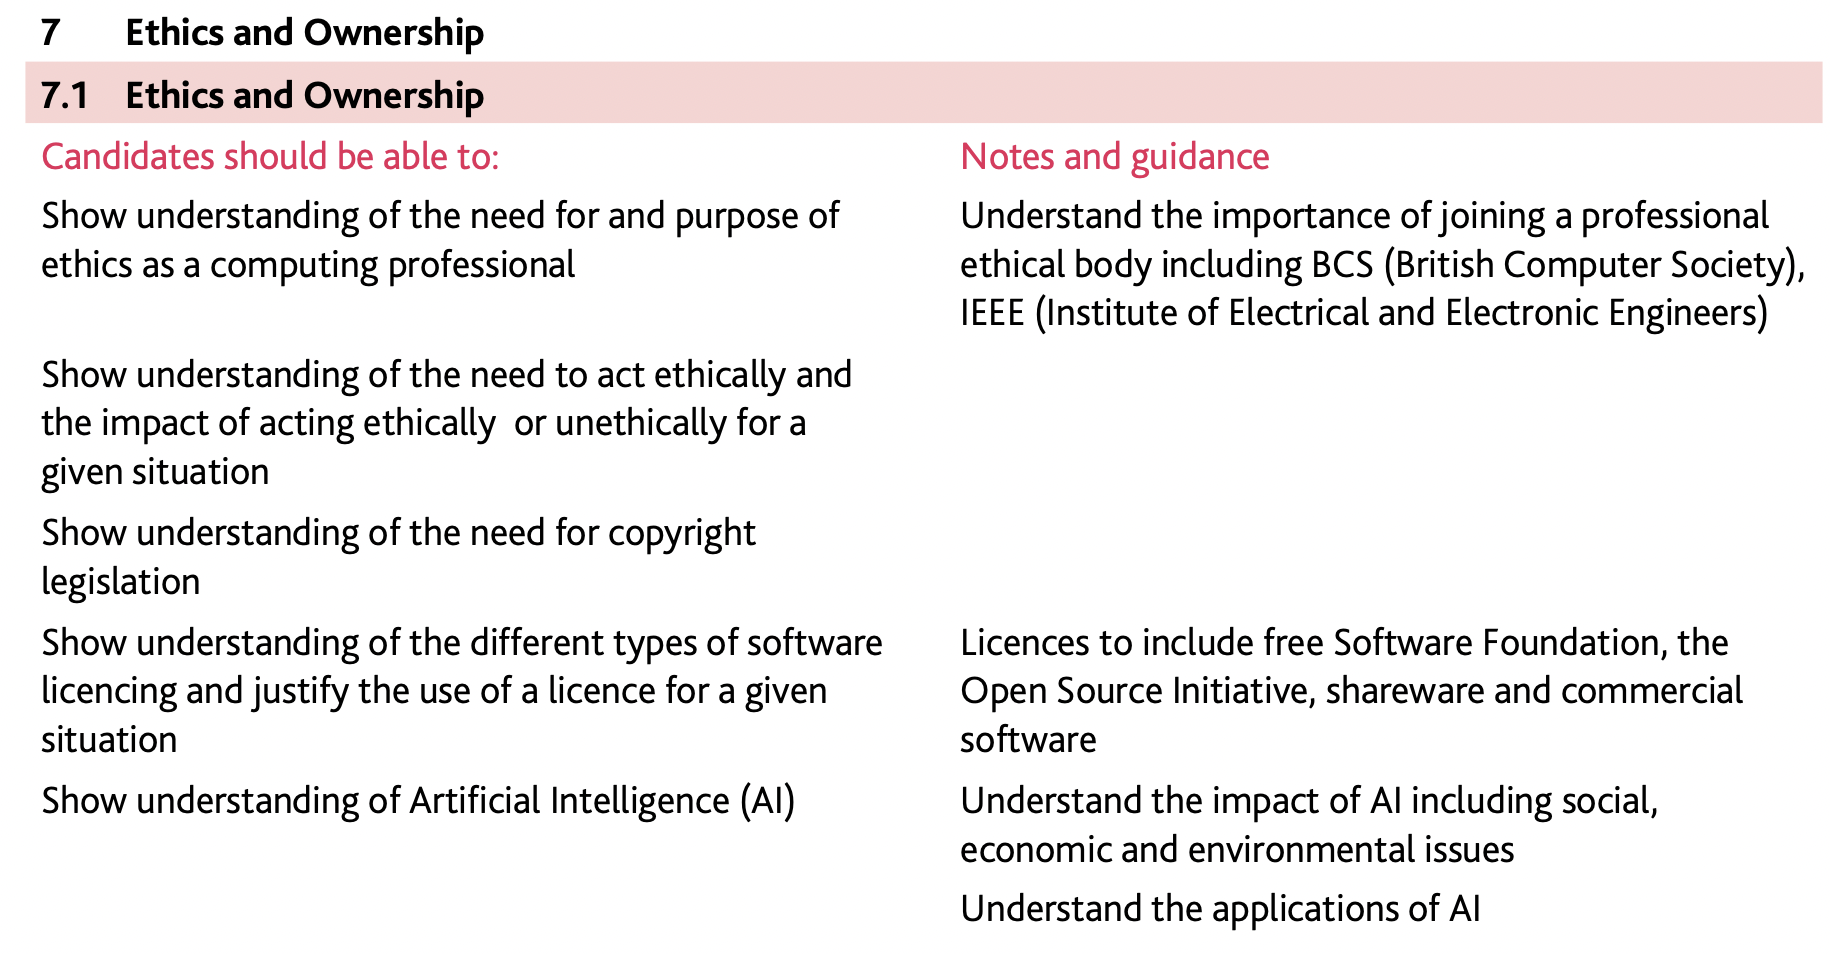 7 Ethics and Ownership
7.1 Ethics and Ownership
Candidates should be able to:
Notes and guidance
Show understanding of the need for and purpose of
ethics as a computing professional
Understand the importance of joining a professional
ethical body including BCS (British Computer Society),
IEEE (Institute of Electrical and Electronic Engineers)
Show understanding of the need to act ethically and
the impact of acting ethically  or unethically for a
given situation
Show understanding of the need for copyright
legislation
Show understanding of the different types of software
licencing and justify the use of a licence for a given
situation
Licences to include free Software Foundation, the
Open Source Initiative, shareware and commercial
software
Show understanding of Artificial Intelligence (AI)
Understand the impact of AI including social,
economic and environmental issues
Understand the applications of AI